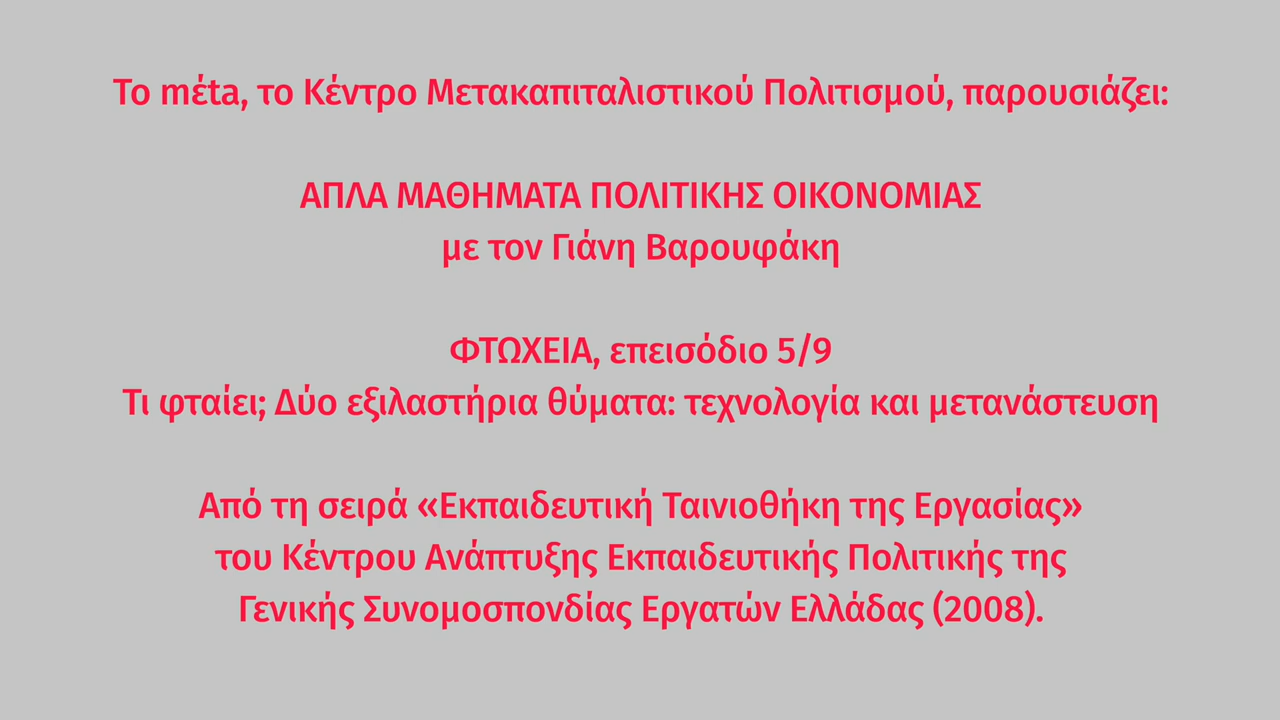 Το mέta, το Κέντρο Μετακαπιταλιστικού Πολιτισμού, παρουσιάζει:
ΑΠΛΑ ΜΑΘΗΜΑΤΑ ΠΟΛΙΤΙΚΗΣ ΟΙΚΟΝΟΜΙΑΣ
με τον Γιάνη Βαρουφάκη
ΦΤΩΧΕΙΑ, επεισόδιο 5/9
Τι φταίει; Δύο εξιλαστήρια θύματα: τεχνολογία και μετανάστευση
Από τη σειρά «Εκπαιδευτική Ταινιοθήκη της Εργασίας»
του Κέντρου Ανάπτυξης Εκπαιδευτικής Πολιτικής της
Γενικής Συνομοσπονδίας Εργατών Ελλάδας (2008).